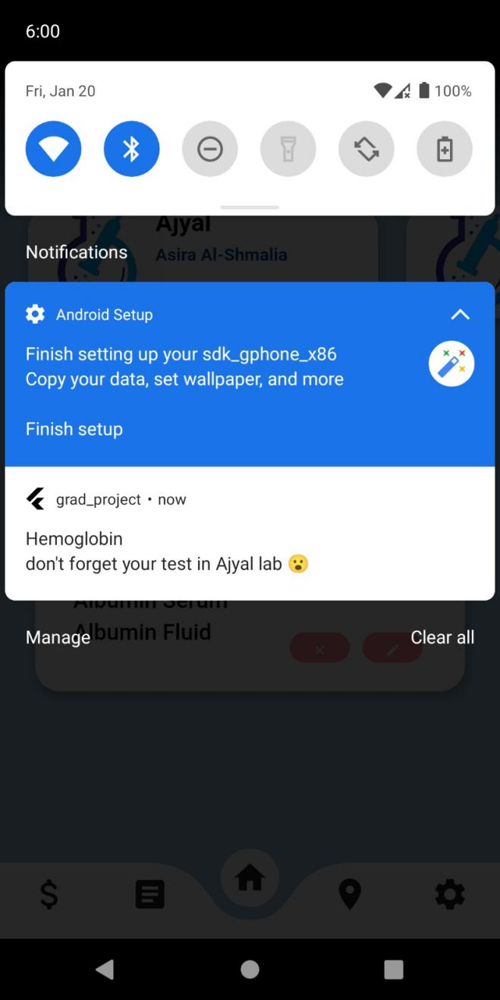 6:00
Fri, Jan 20
100%
Ajyal
Notifications
Asira Al-Shmalia
Android Setup
Finish setting up your sdk_gphone_x86
Copy your data, set wallpaper, and more
Finish setup
grad_project • now
Hemoglobin
don't forget your test in Ajyal lab 😮
Albumin Serum
Albumin Fluid
Manage
Clear all